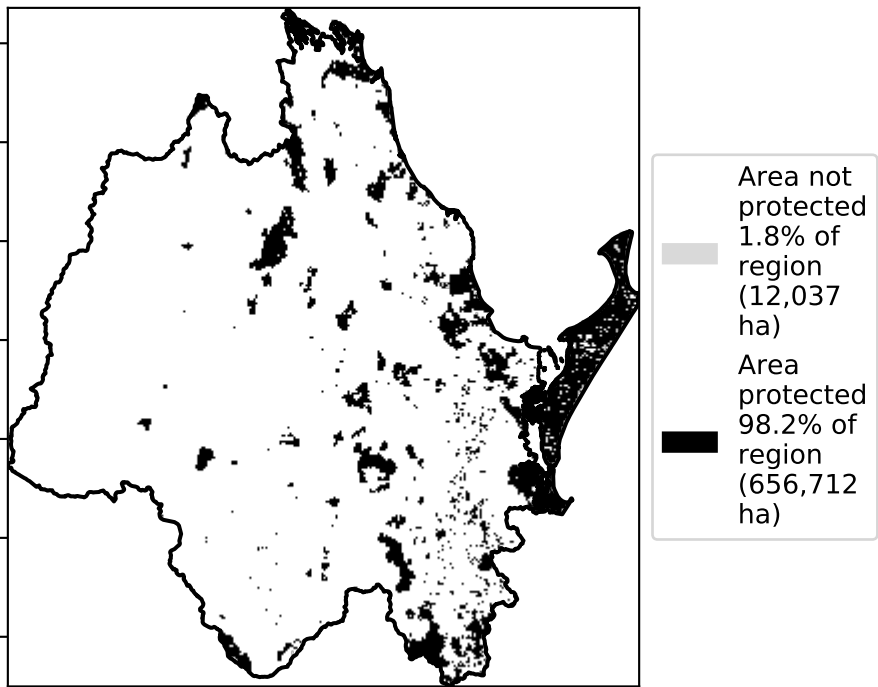 Area not
protected
1.8% of
region
(12,037
ha)
Area
protected
98.2% of
region
(656,712
ha)